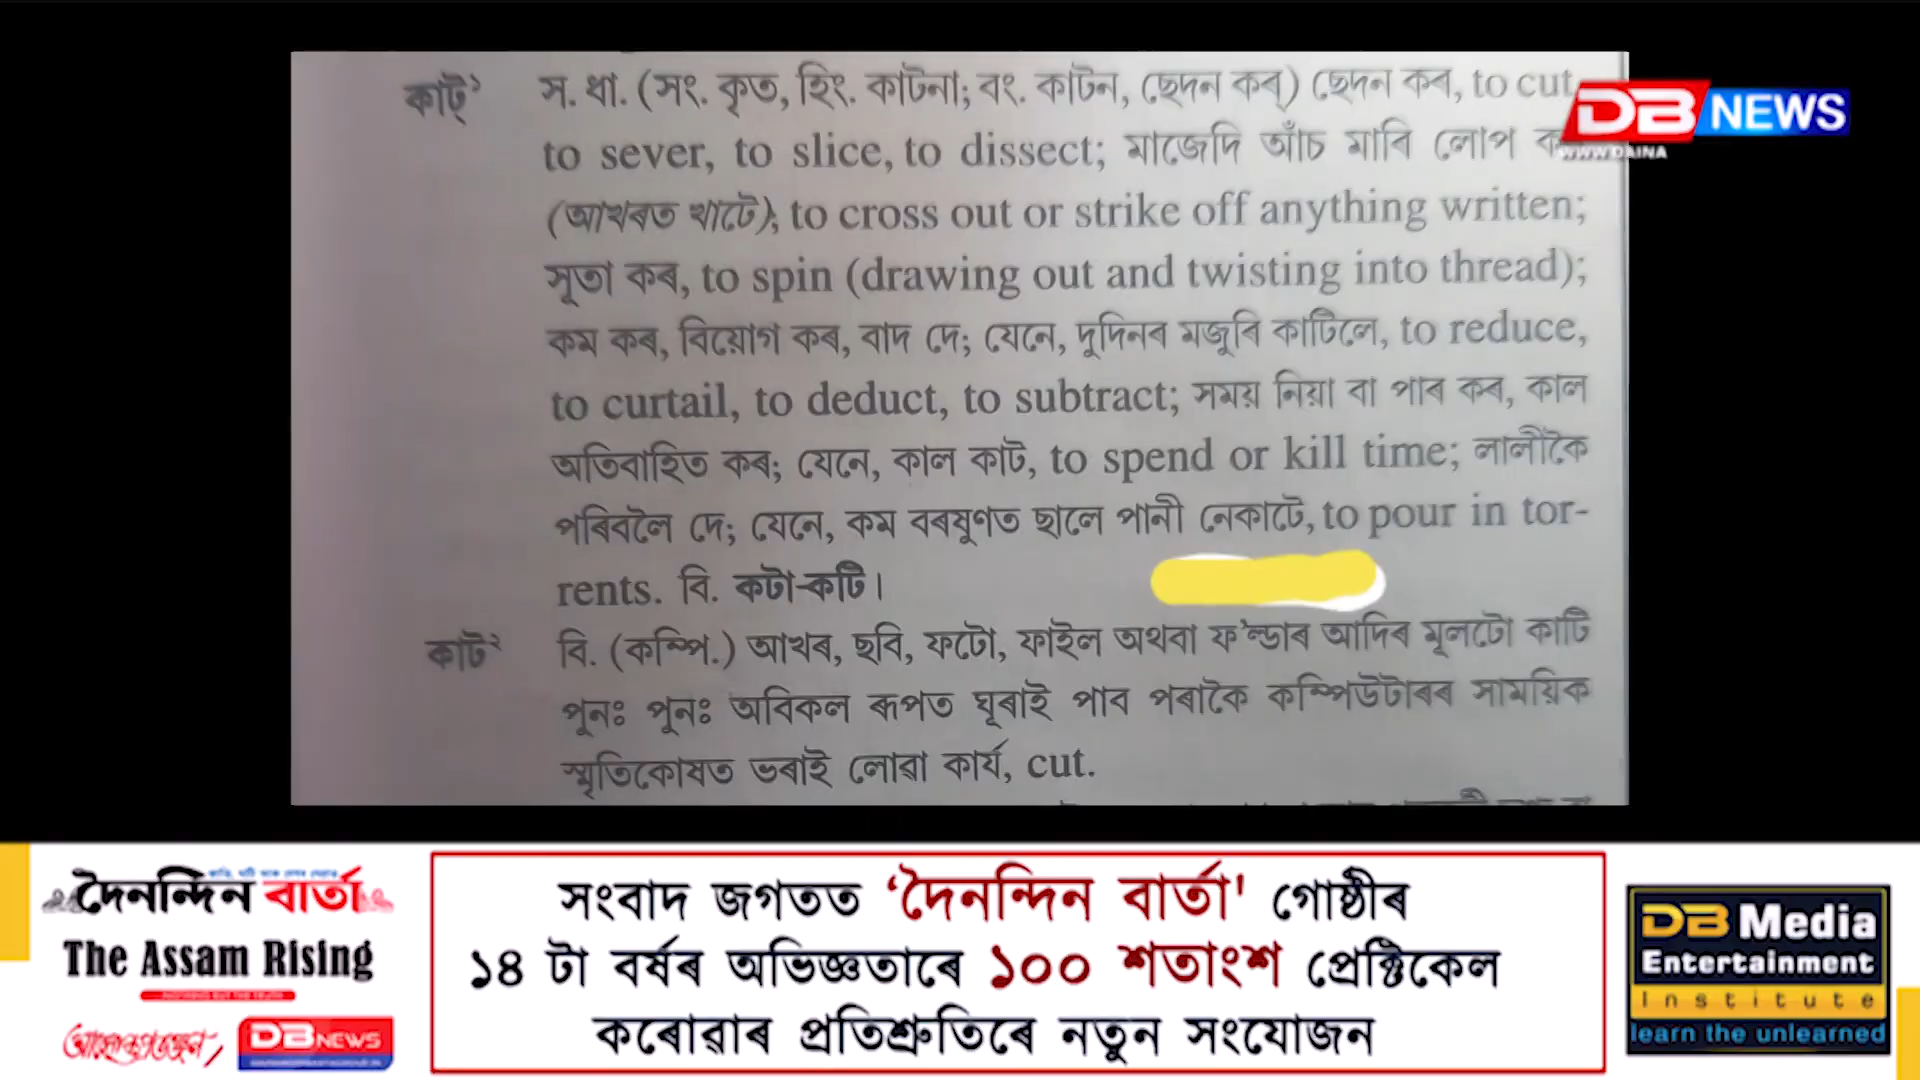 কাট্১ স. ধা. (সং. কৃত, হিং. কাটনা; বং. কাটন, ছেদন কৰ্) ছেদন কৰ, to cut,
to sever, to slice, to dissect; মাজেদি আঁচ মাৰি লোপ
(আখৰত খাটে); to cross out or strike off anything written;
সূতা কৰ, to spin (drawing out and twisting into thread);
কম কৰ, বিয়োগ কৰ, বাদ দে; যেনে, দুদিনৰ মজুৰি কাটিলে, to reduce,
to curtail, to deduct, to subtract; সময় নিয়া বা পাৰ কৰ, কাল
অতিবাহিত কৰ; যেনে, কাল কাট, to spend or kill time; লালীকৈ
পৰিবলৈ দে; যেনে, কম বৰষুণত ছালে পানী নেকাটে, to pour in tor-
rents. বি. কটা-কটি।
কাট২ বি. (কম্পি.) আখৰ, ছবি, ফটো, ফাইল অথবা ফ'ল্ডাৰ আদিৰ মূলটো কাটি
পুনঃ পুনঃ অবিকল ৰূপত ঘূৰাই পাব পৰাকৈ কম্পিউটাৰৰ সাময়িক
স্মৃতিকোষত ভৰাই লোৱা কাৰ্য, cut.
DB NEWS
WWW.DAINA
দৈনন্দিন বাৰ্তা
The Assam Rising
DB NEWS
সংবাদ জগতত ‘দৈনন্দিন বাৰ্তা' গোষ্ঠীৰ
১৪ টা বৰ্ষৰ অভিজ্ঞতাৰে ১০০ শতাংশ প্ৰেক্টিকেল
কৰোৱাৰ প্ৰতিশ্ৰুতিৰে নতুন সংযোজন
DB Media
Entertainment
Institute
learn the unlearned